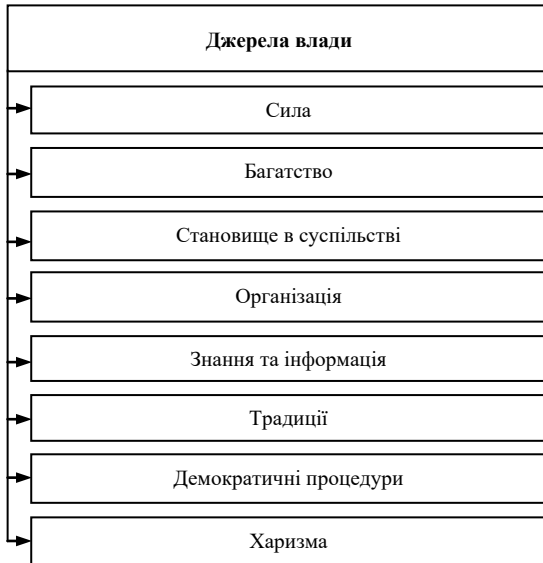 Джерела влади
Сила
Багатство
Становище в суспільстві
Організація
Знання та інформація
Традиції
Демократичні процедури
Харизма